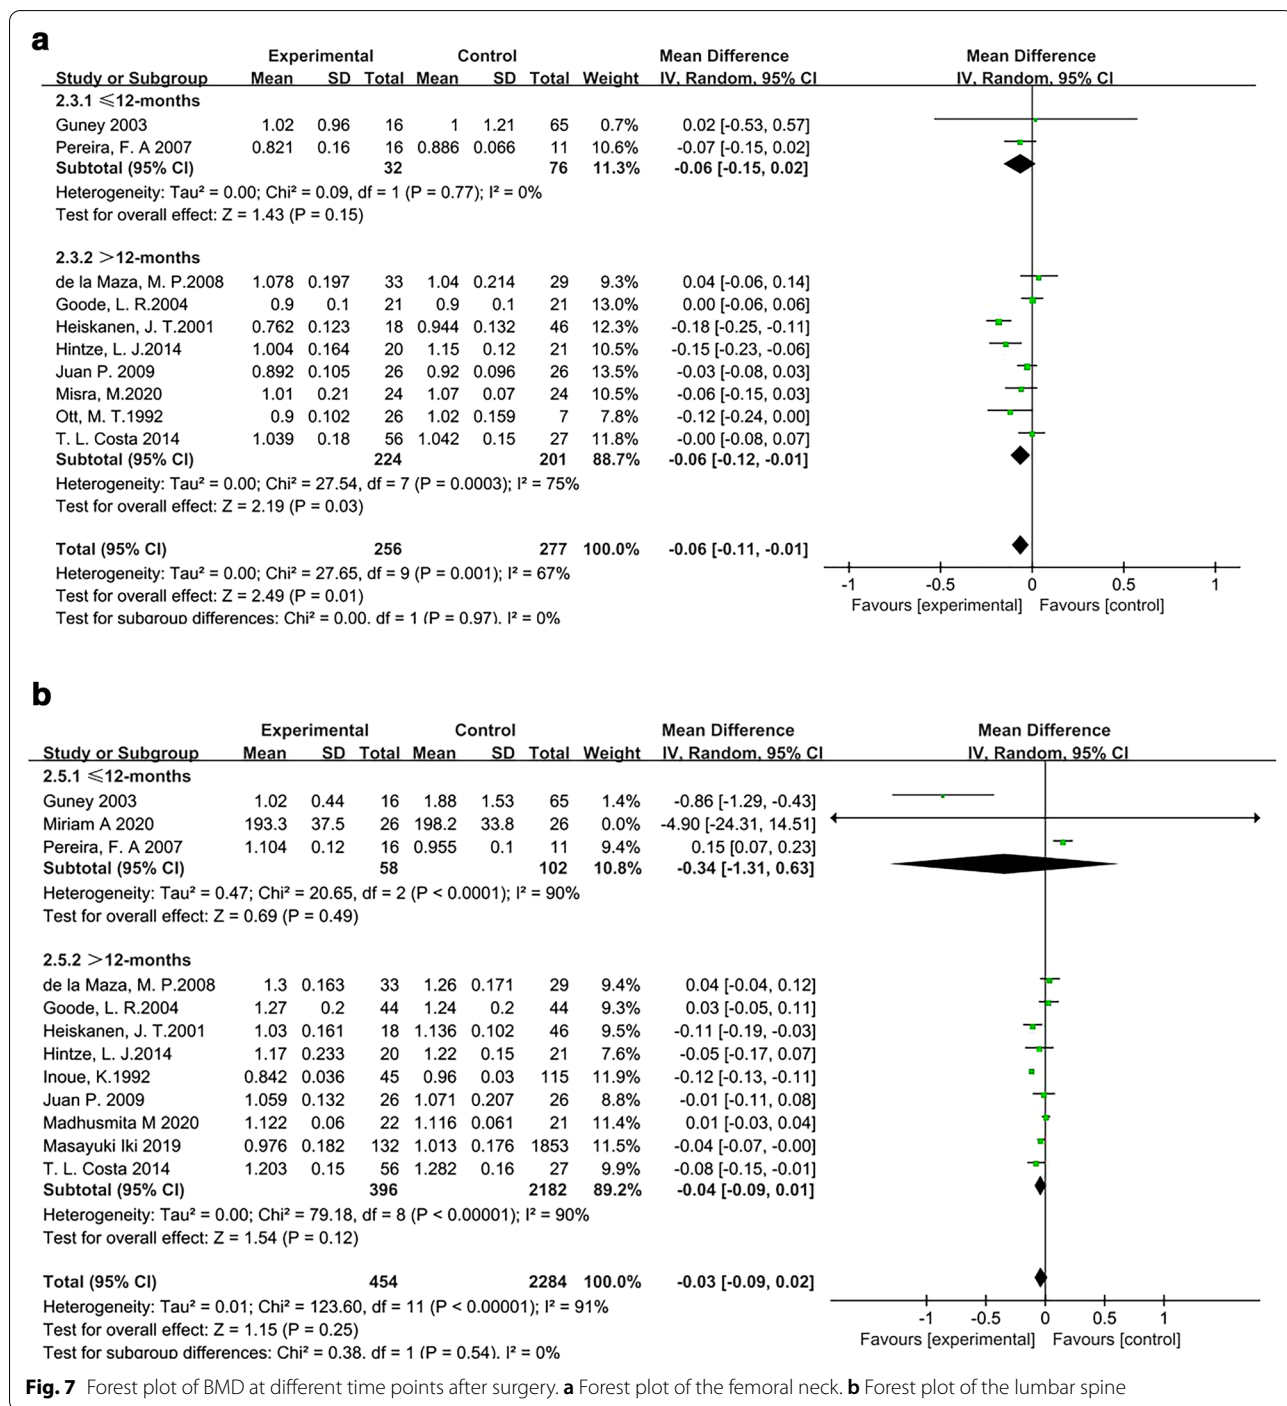 a
Experimental Control Mean Difference Mean Difference
Study or Subgroup Mean SD Total Mean SD Total Weight IV, Random, 95% CI IV, Random, 95% CI
2.3.1 ⩽12-months
Guney 2003 1.02 0.96 16 1 1.21 65 0.7% 0.02 [-0.53, 0.57]
Pereira, F. A 2007 0.821 0.16 16 0.886 0.066 11 10.6% -0.07 [-0.15, 0.02]
Subtotal (95% CI) 32 76 11.3% -0.06 [-0.15, 0.02]
Heterogeneity: Tau² = 0.00; Chi² = 0.09, df = 1 (P = 0.77); I² = 0%
Test for overall effect: Z = 1.43 (P = 0.15)
2.3.2 >12-months
de la Maza, M. P.2008 1.078 0.197 33 1.04 0.214 29 9.3% 0.04 [-0.06, 0.14]
Goode, L. R.2004 0.9 0.1 21 0.9 0.1 21 13.0% 0.00 [-0.06, 0.06]
Heiskanen, J. T.2001 0.762 0.123 18 0.944 0.132 46 12.3% -0.18 [-0.25, -0.11]
Hintze, L. J.2014 1.004 0.164 20 1.15 0.12 21 10.5% -0.15 [-0.23, -0.06]
Juan P. 2009 0.892 0.105 26 0.92 0.096 26 13.5% -0.03 [-0.08, 0.03]
Misra, M.2020 1.01 0.21 24 1.07 0.07 24 10.5% -0.06 [-0.15, 0.03]
Ott, M. T.1992 0.9 0.102 26 1.02 0.159 7 7.8% -0.12 [-0.24, 0.00]
T. L. Costa 2014 1.039 0.18 56 1.042 0.15 27 11.8% -0.00 [-0.08, 0.07]
Subtotal (95% CI) 224 201 88.7% -0.06 [-0.12, -0.01]
Heterogeneity: Tau² = 0.00; Chi² = 27.54, df = 7 (P = 0.0003); I² = 75%
Test for overall effect: Z = 2.19 (P = 0.03)
Total (95% CI) 256 277 100.0% -0.06 [-0.11, -0.01]
Heterogeneity: Tau² = 0.00; Chi² = 27.65, df = 9 (P = 0.001); I² = 67%
Test for overall effect: Z = 2.49 (P = 0.01)
Test for subgroup differences: Chi² = 0.00. df = 1 (P = 0.97). I² = 0%
-1 -0.5 0 0.5 1
Favours [experimental] Favours [control]
b
Experimental Control Mean Difference Mean Difference
Study or Subgroup Mean SD Total Mean SD Total Weight IV, Random, 95% CI IV, Random, 95% CI
2.5.1 ⩽12-months
Guney 2003 1.02 0.44 16 1.88 1.53 65 1.4% -0.86 [-1.29, -0.43]
Miriam A 2020 193.3 37.5 26 198.2 33.8 26 0.0% -4.90 [-24.31, 14.51]
Pereira, F. A 2007 1.104 0.12 16 0.955 0.1 11 9.4% 0.15 [0.07, 0.23]
Subtotal (95% CI) 58 102 10.8% -0.34 [-1.31, 0.63]
Heterogeneity: Tau² = 0.47; Chi² = 20.65, df = 2 (P < 0.0001); I² = 90%
Test for overall effect: Z = 0.69 (P = 0.49)
2.5.2 >12-months
de la Maza, M. P.2008 1.3 0.163 33 1.26 0.171 29 9.4% 0.04 [-0.04, 0.12]
Goode, L. R.2004 1.27 0.2 44 1.24 0.2 44 9.3% 0.03 [-0.05, 0.11]
Heiskanen, J. T.2001 1.03 0.161 18 1.136 0.102 46 9.5% -0.11 [-0.19, -0.03]
Hintze, L. J.2014 1.17 0.233 20 1.22 0.15 21 7.6% -0.05 [-0.17, 0.07]
Inoue, K.1992 0.842 0.036 45 0.96 0.03 115 11.9% -0.12 [-0.13, -0.11]
Juan P. 2009 1.059 0.132 26 1.071 0.207 26 8.8% -0.01 [-0.11, 0.08]
Madhusmita M 2020 1.122 0.06 22 1.116 0.061 21 11.4% 0.01 [-0.03, 0.04]
Masayuki Iki 2019 0.976 0.182 132 1.013 0.176 1853 11.5% -0.04 [-0.07, -0.00]
T. L. Costa 2014 1.203 0.15 56 1.282 0.16 27 9.9% -0.08 [-0.15, -0.01]
Subtotal (95% CI) 396 2182 89.2% -0.04 [-0.09, 0.01]
Heterogeneity: Tau² = 0.00; Chi² = 79.18, df = 8 (P < 0.00001); I² = 90%
Test for overall effect: Z = 1.54 (P = 0.12)
Total (95% CI) 454 2284 100.0% -0.03 [-0.09, 0.02]
Heterogeneity: Tau² = 0.01; Chi² = 123.60, df = 11 (P < 0.00001); I² = 91%
Test for overall effect: Z = 1.15 (P = 0.25)
Test for subgroup differences: Chi² = 0.38. df = 1 (P = 0.54). I² = 0%
-1 -0.5 0 0.5 1
Favours [experimental] Favours [control]
Fig. 7 Forest plot of BMD at different time points after surgery. a Forest plot of the femoral neck. b Forest plot of the lumbar spine